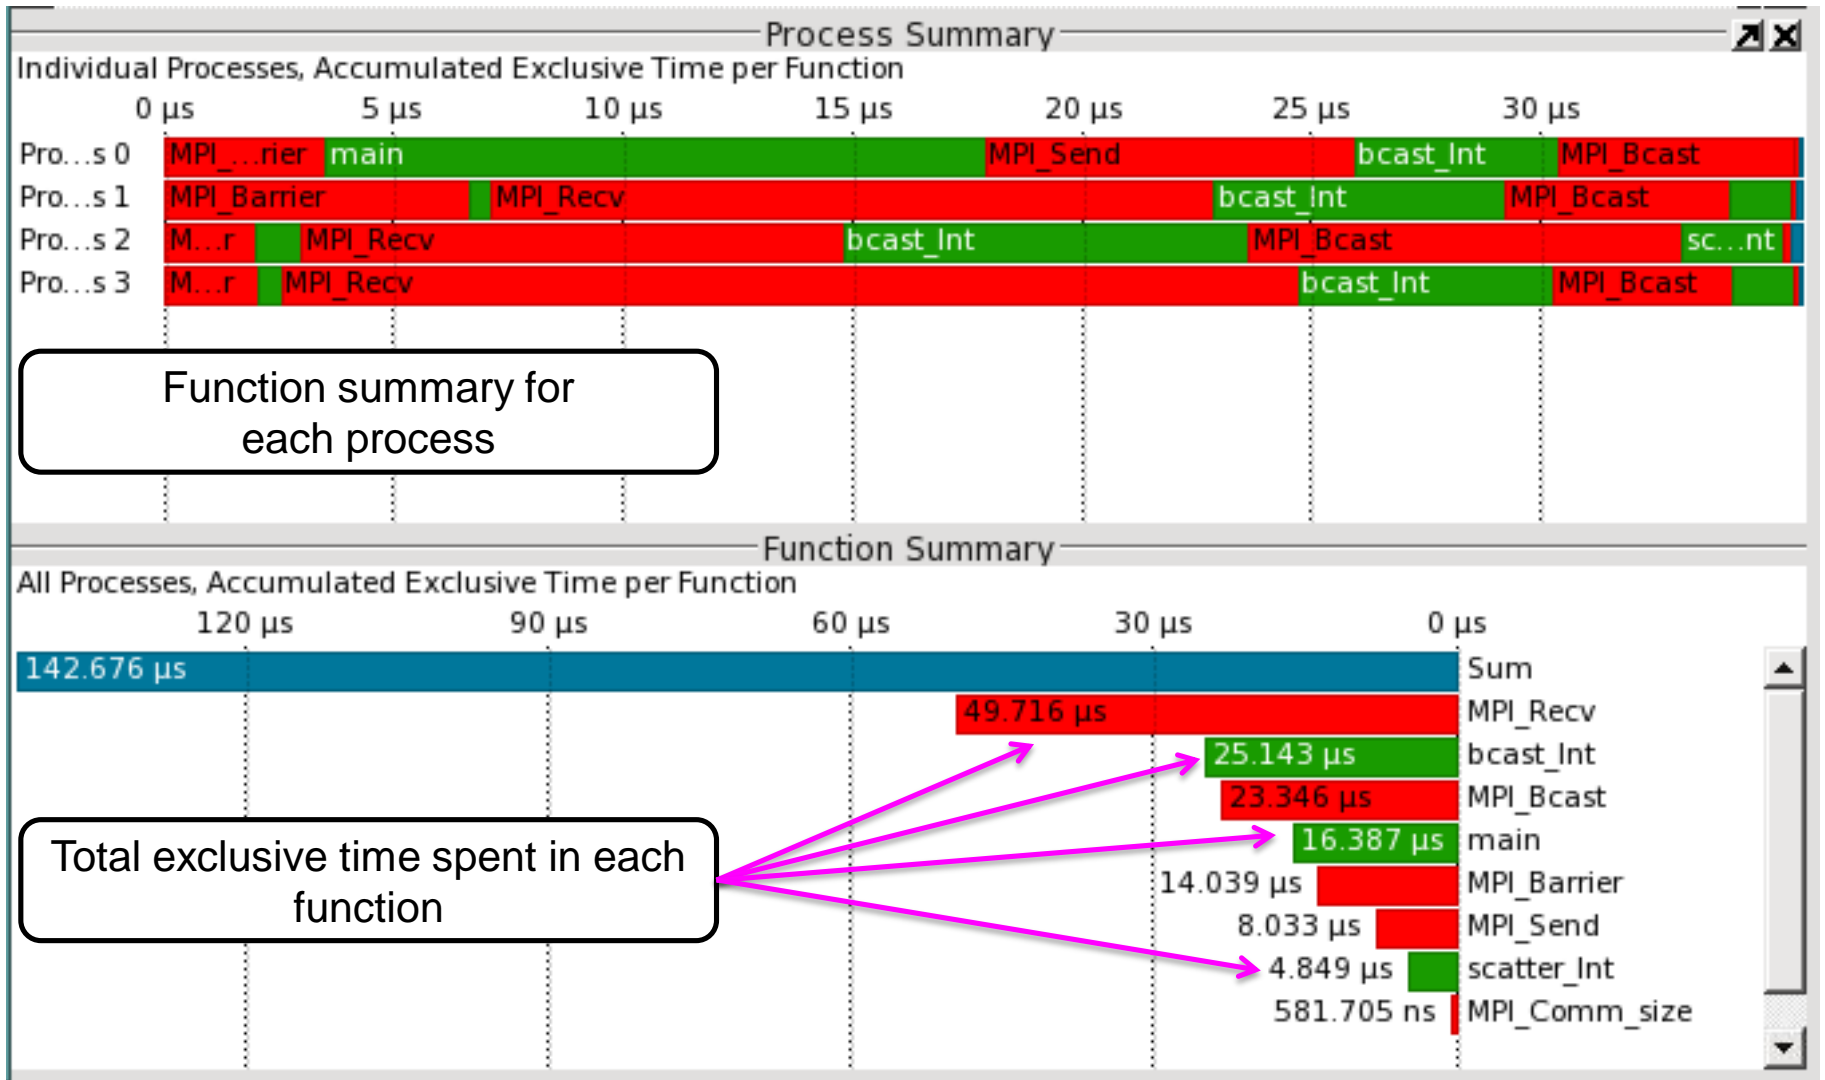 Process Summary
Individual Processes, Accumulated Exclusive Time per Function
0 µs 5 µs 10 µs 15 µs 20 µs 25 µs 30 µs
Pro...s 0 MPI_...rier main MPI_Send bcast_Int MPI_Bcast
Pro...s 1 MPI_Barrier MPI_Recv bcast_Int MPI_Bcast
Pro...s 2 M...r MPI_Recv bcast_Int MPI_Bcast sc...nt
Pro...s 3 M...r MPI_Recv bcast_Int MPI_Bcast
Function summary for
each process
Function Summary
All Processes, Accumulated Exclusive Time per Function
120 µs 90 µs 60 µs 30 µs 0 µs
142.676 µs Sum
49.716 µs MPI_Recv
25.143 µs bcast_Int
23.346 µs MPI_Bcast
16.387 µs main
14.039 µs MPI_Barrier
8.033 µs MPI_Send
4.849 µs scatter_Int
581.705 ns MPI_Comm_size
Total exclusive time spent in each
function